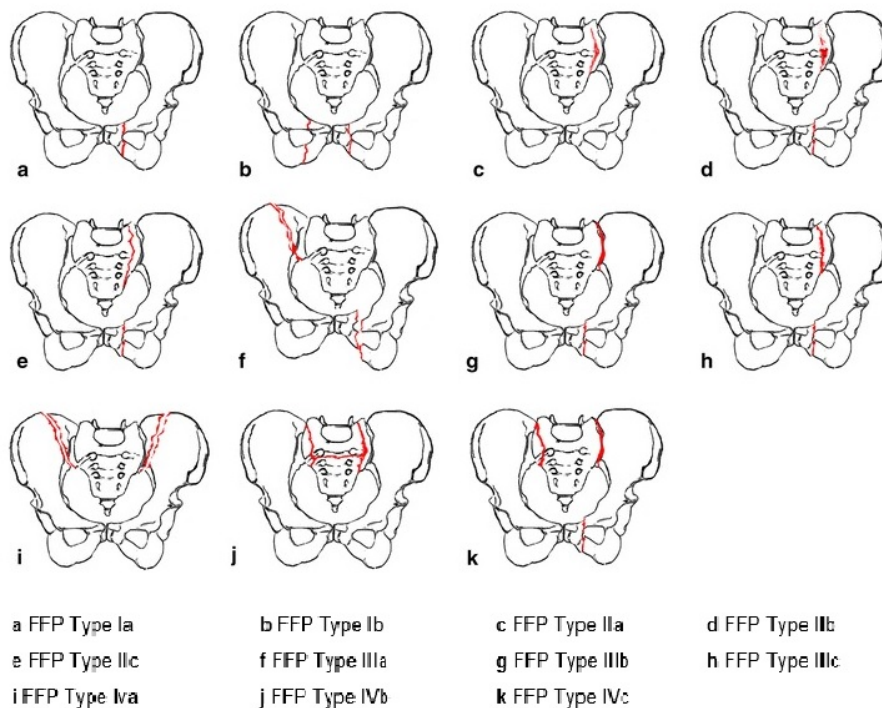 a b c d
e f g h
i j k
a FFP Type Ia b FFP Type Ib c FFP Type IIa d FFP Type IIb
e FFP Type IIc f FFP Type IIIa g FFP Type IIIb h FFP Type IIIc
i FFP Type Iva j FFP Type IVb k FFP Type IVc